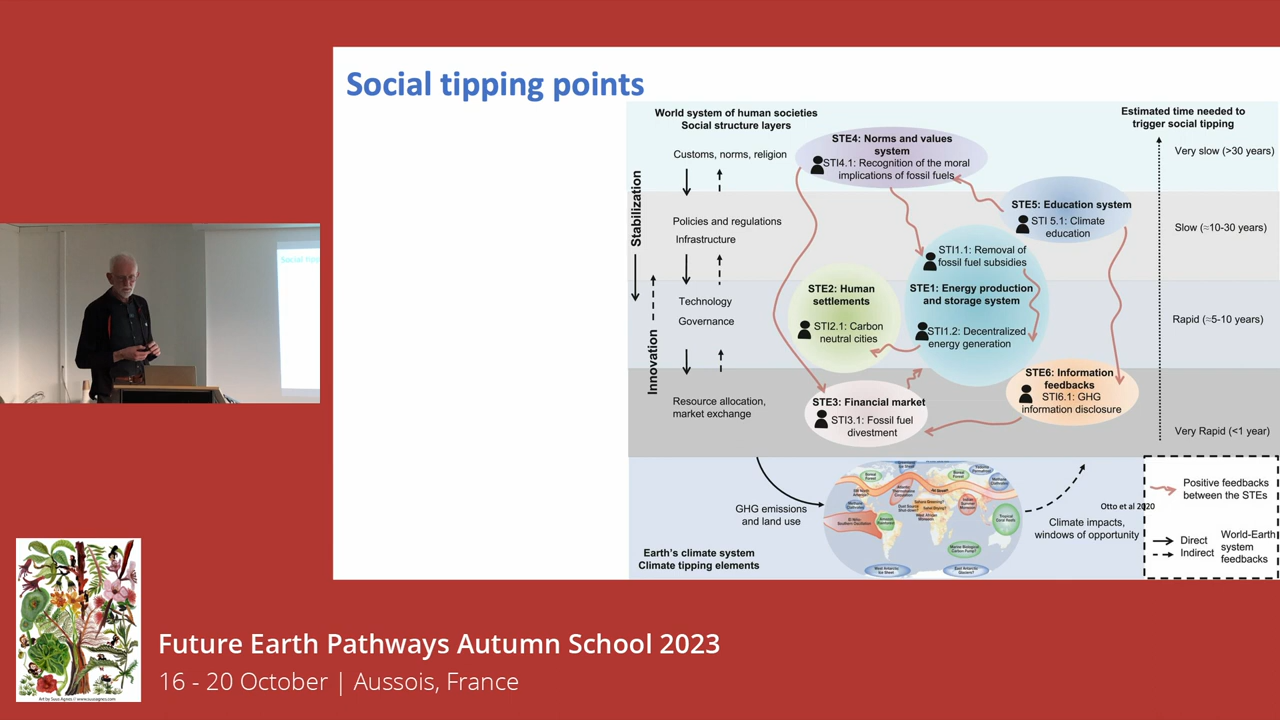 Social tipping points
World system of human societies
Social structure layers
Estimated time needed to
trigger social tipping
Customs, norms, religion
Policies and regulations
Infrastructure
Technology
Governance
Resource allocation,
market exchange
Stabilization
Innovation
STE4: Norms and values
system
STI4.1: Recognition of the moral
implications of fossil fuels
STE5: Education system
STI 5.1: Climate
education
STI1.1: Removal of
fossil fuel subsidies
STE1: Energy production
and storage system
STI1.2: Decentralized
energy generation
STE2: Human
settlements
STI2.1: Carbon
neutral cities
STE6: Information
feedbacks
STI6.1: GHG
information disclosure
STE3: Financial market
STI3.1: Fossil fuel
divestment
Very slow (>30 years)
Slow (≈10-30 years)
Rapid (≈5-10 years)
Very Rapid (<1 year)
GHG emissions
and land use
Earth's climate system
Climate tipping elements
Climate impacts,
windows of opportunity
Otto et al 2020
Positive feedbacks
between the STEs
Direct
Indirect
World-Earth
system
feedbacks
Future Earth Pathways Autumn School 2023
16 - 20 October | Aussois, France